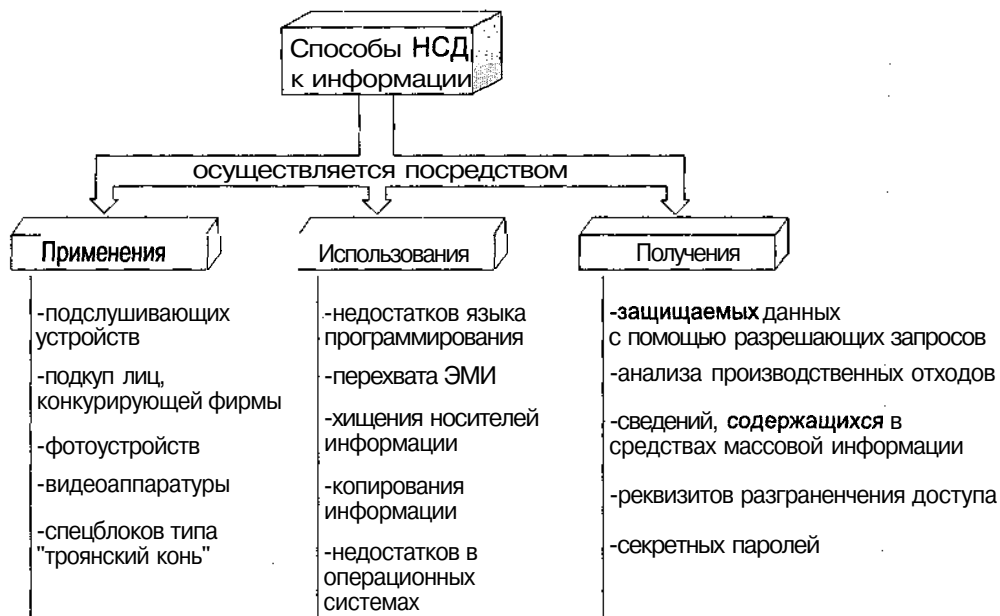 Способы НСД
к информации
осуществляется посредством
Применения
-подслушивающих
устройств
-подкуп лиц,
конкурирующей фирмы
-фотоустройств
-видеоаппаратуры
-спецблоков типа
"троянский конь"
Использования
-недостатков языка
программирования
-перехвата ЭМИ
-хищения носителей
информации
-копирования
информации
-недостатков в
операционных
системах
Получения
-защищаемых данных
с помощью разрешающих запросов
-анализа производственных отходов
-сведений, содержащихся в
средствах массовой информации
-реквизитов разграненчения доступа
-секретных паролей